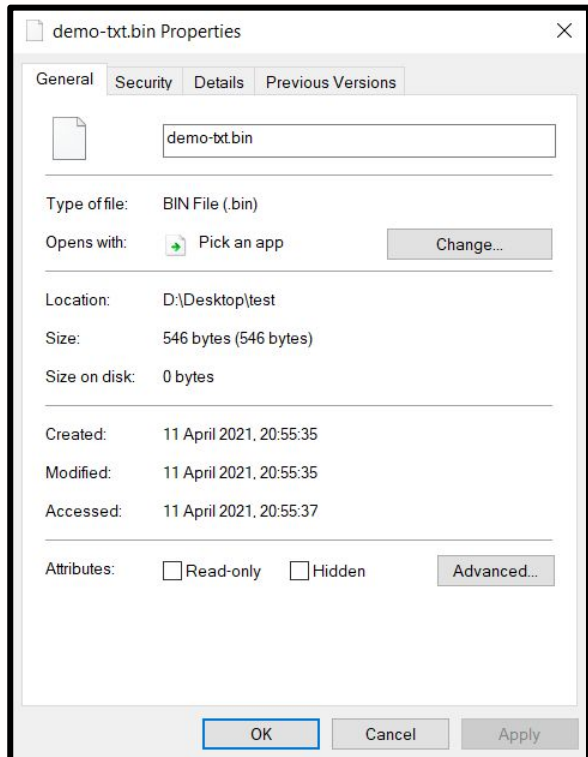 demo-txt.bin Properties
General Security Details Previous Versions
demo-txt.bin
Type of file: BIN File (.bin)
Opens with: Pick an app Change...
Location: D:\Desktop\test
Size: 546 bytes (546 bytes)
Size on disk: 0 bytes
Created: 11 April 2021, 20:55:35
Modified: 11 April 2021, 20:55:35
Accessed: 11 April 2021, 20:55:37
Attributes: Read-only Hidden Advanced...
OK Cancel Apply